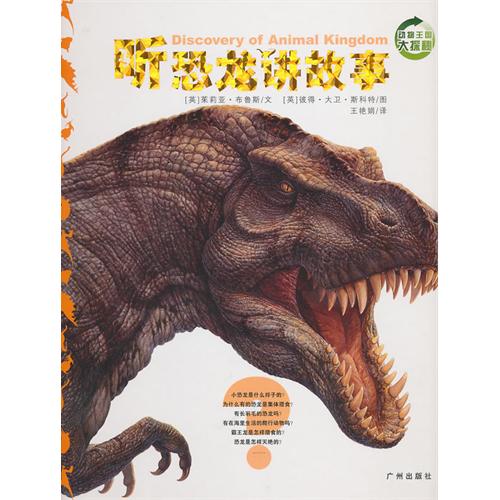 Discovery of Animal Kingdom
听恐龙讲故事
动物王国
大探秘
[英]茱莉亚·布鲁斯/文 [英]彼得·大卫·斯科特/图
王艳娟/译
小恐龙是什么样子的?
为什么有的恐龙是集体猎食?
有长羽毛的恐龙吗?
有在海里生活的爬行动物吗?
霸王龙是怎样猎食的?
恐龙是怎样灭绝的?
……
广州出版社